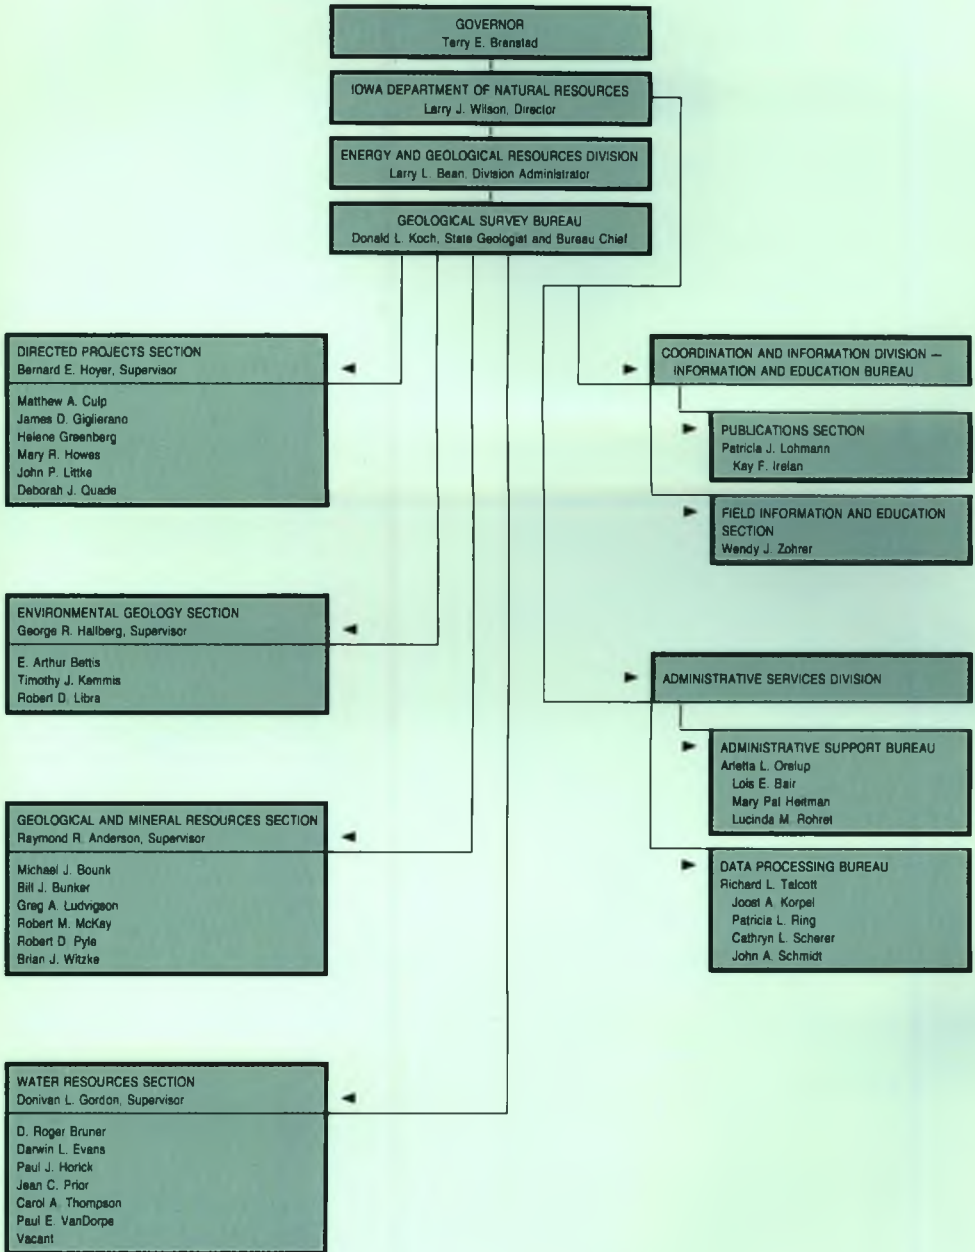 GOVERNOR
Terry E. Branstad
IOWA DEPARTMENT OF NATURAL RESOURCES
Larry J. Wilson, Director
ENERGY AND GEOLOGICAL RESOURCES DIVISION
Larry L. Bean, Division Administrator
GEOLOGICAL SURVEY BUREAU
Donald L. Koch, State Geologist and Bureau Chief
DIRECTED PROJECTS SECTION
Bernard E. Hoyer, Supervisor
Matthew A. Culp
James D. Giglierano
Helene Greenberg
Mary R. Howes
John P. Littke
Deborah J. Quade
ENVIRONMENTAL GEOLOGY SECTION
George R. Hallberg, Supervisor
E. Arthur Bettis
Timothy J. Kemmis
Robert D. Libra
GEOLOGICAL AND MINERAL RESOURCES SECTION
Raymond R. Anderson, Supervisor
Michael J. Bounk
Bill J. Bunker
Greg A. Ludvigson
Robert M. McKay
Robert D. Pyle
Brian J. Witzke
WATER RESOURCES SECTION
Donivan L. Gordon, Supervisor
D. Roger Bruner
Darwin L. Evans
Paul J. Horick
Jean C. Prior
Carol A. Thompson
Paul E. VanDorpe
Vacant
COORDINATION AND INFORMATION DIVISION —
INFORMATION AND EDUCATION BUREAU
PUBLICATIONS SECTION
Patricia J. Lohmann
Kay F. Irelan
FIELD INFORMATION AND EDUCATION
SECTION
Wendy J. Zohrer
ADMINISTRATIVE SERVICES DIVISION
ADMINISTRATIVE SUPPORT BUREAU
Arletta L. Orelup
Lois E. Bair
Mary Pat Heitman
Lucinda M. Rohret
DATA PROCESSING BUREAU
Richard L. Talcott
Joost A. Korpel
Patricia L. Ring
Cathryn L. Scherer
John A. Schmidt